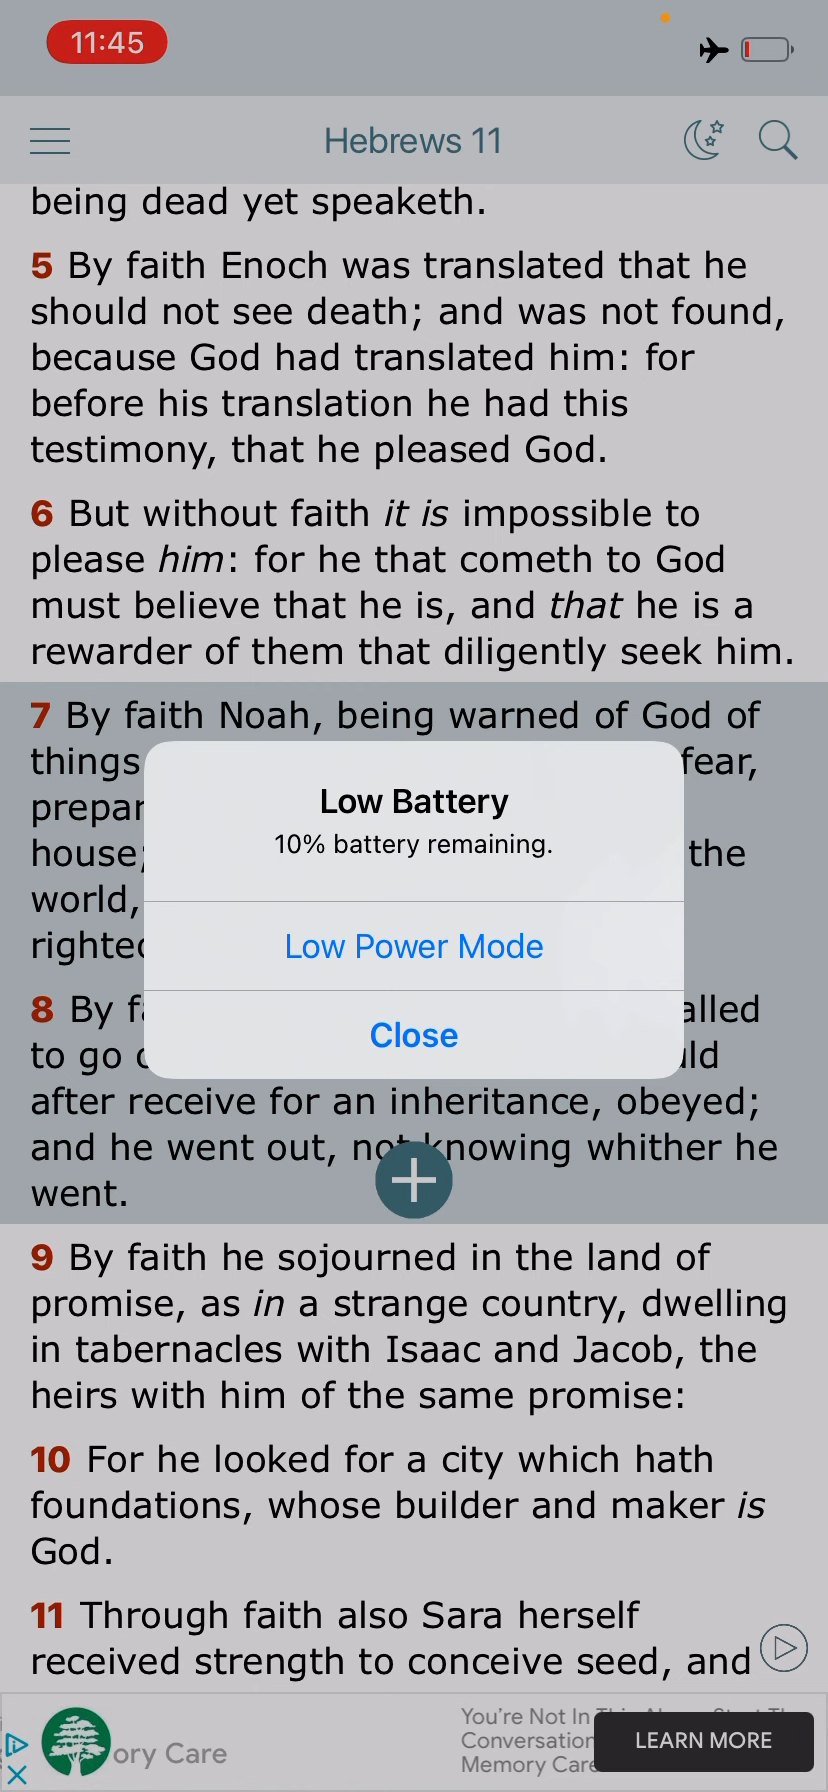 11:45
Hebrews 11
being dead yet speaketh.
5 By faith Enoch was translated that he
should not see death; and was not found,
because God had translated him: for
before his translation he had this
testimony, that he pleased God.
6 But without faith it is impossible to
please him: for he that cometh to God
must believe that he is, and that he is a
rewarder of them that diligently seek him.
7 By faith Noah, being warned of God of
things fear,
prepar
house; the
world,
righteo
Low Battery
10% battery remaining.
Low Power Mode
Close
8 By fa alled
to go o uld
after receive for an inheritance, obeyed;
and he went out, not knowing whither he
went.
9 By faith he sojourned in the land of
promise, as in a strange country, dwelling
in tabernacles with Isaac and Jacob, the
heirs with him of the same promise:
10 For he looked for a city which hath
foundations, whose builder and maker is
God.
11 Through faith also Sara herself
received strength to conceive seed, and
ory Care
You're Not In
Conversation
Memory Care
LEARN MORE